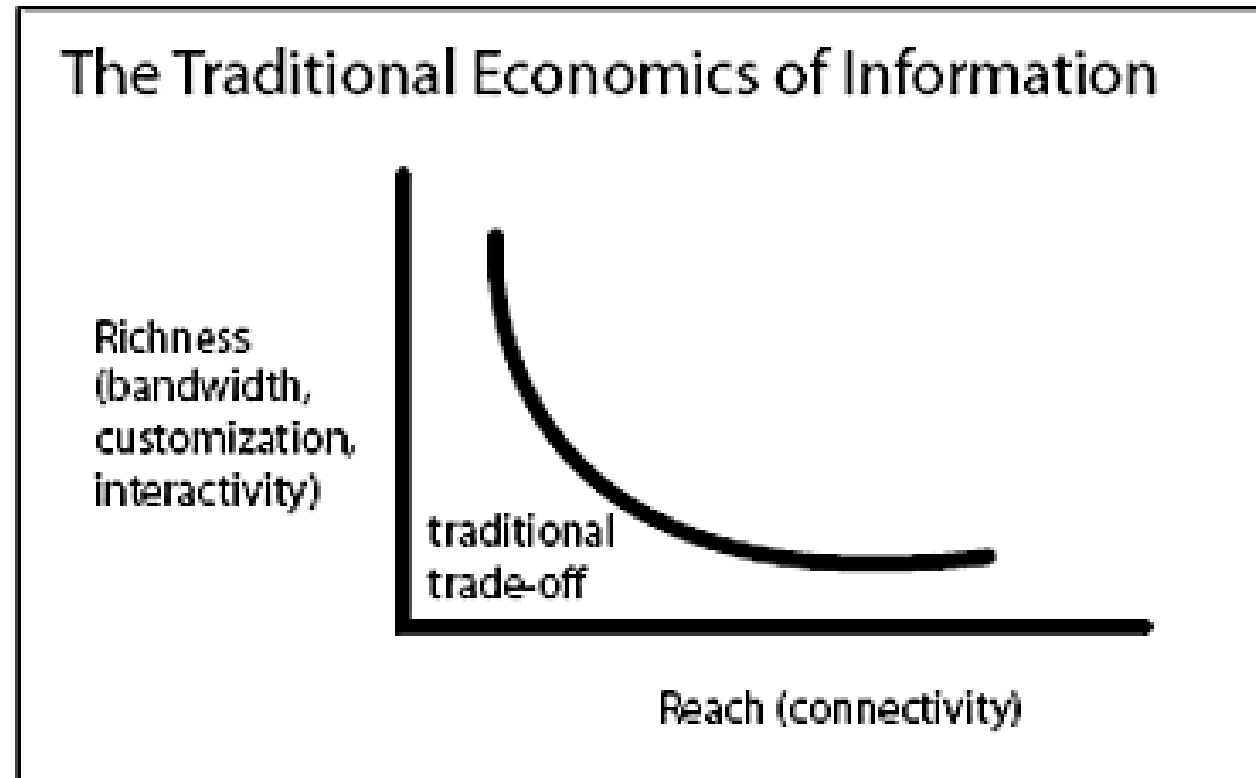 The Traditional Economics of Information
Richness
(bandwidth,
customization,
interactivity)
traditional
trade-off
Reach (connectivity)